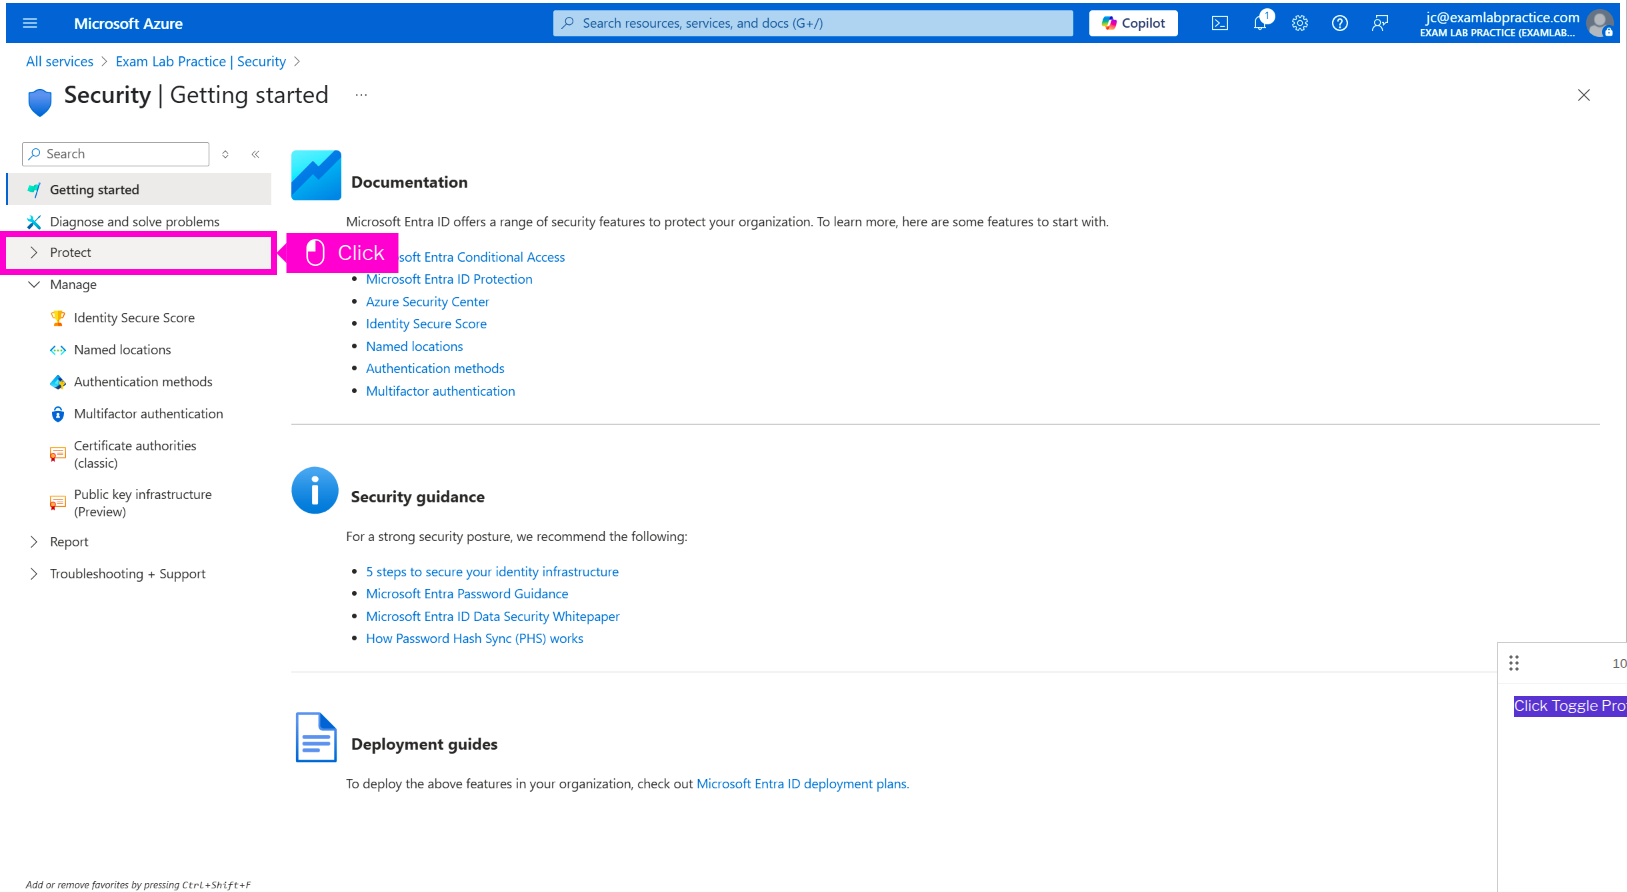 Microsoft Azure
Search resources, services, and docs (G+/)
Copilot
1
jc@examlabpractice.com
EXAM LAB PRACTICE (EXAMLAB...
All services > Exam Lab Practice | Security >
Security | Getting started ...
Search
Getting started
Diagnose and solve problems
Protect
Click
Manage
Identity Secure Score
Named locations
Authentication methods
Multifactor authentication
Certificate authorities
(classic)
Public key infrastructure
(Preview)
Report
Troubleshooting + Support
Documentation
Microsoft Entra ID offers a range of security features to protect your organization. To learn more, here are some features to start with.
Entra Conditional Access
• Microsoft Entra ID Protection
• Azure Security Center
• Identity Secure Score
• Named locations
• Authentication methods
• Multifactor authentication
Security guidance
For a strong security posture, we recommend the following:
• 5 steps to secure your identity infrastructure
• Microsoft Entra Password Guidance
• Microsoft Entra ID Data Security Whitepaper
• How Password Hash Sync (PHS) works
Deployment guides
To deploy the above features in your organization, check out Microsoft Entra ID deployment plans.
10
Click Toggle Pro
Add or remove favorites by pressing Ctrl+Shift+F